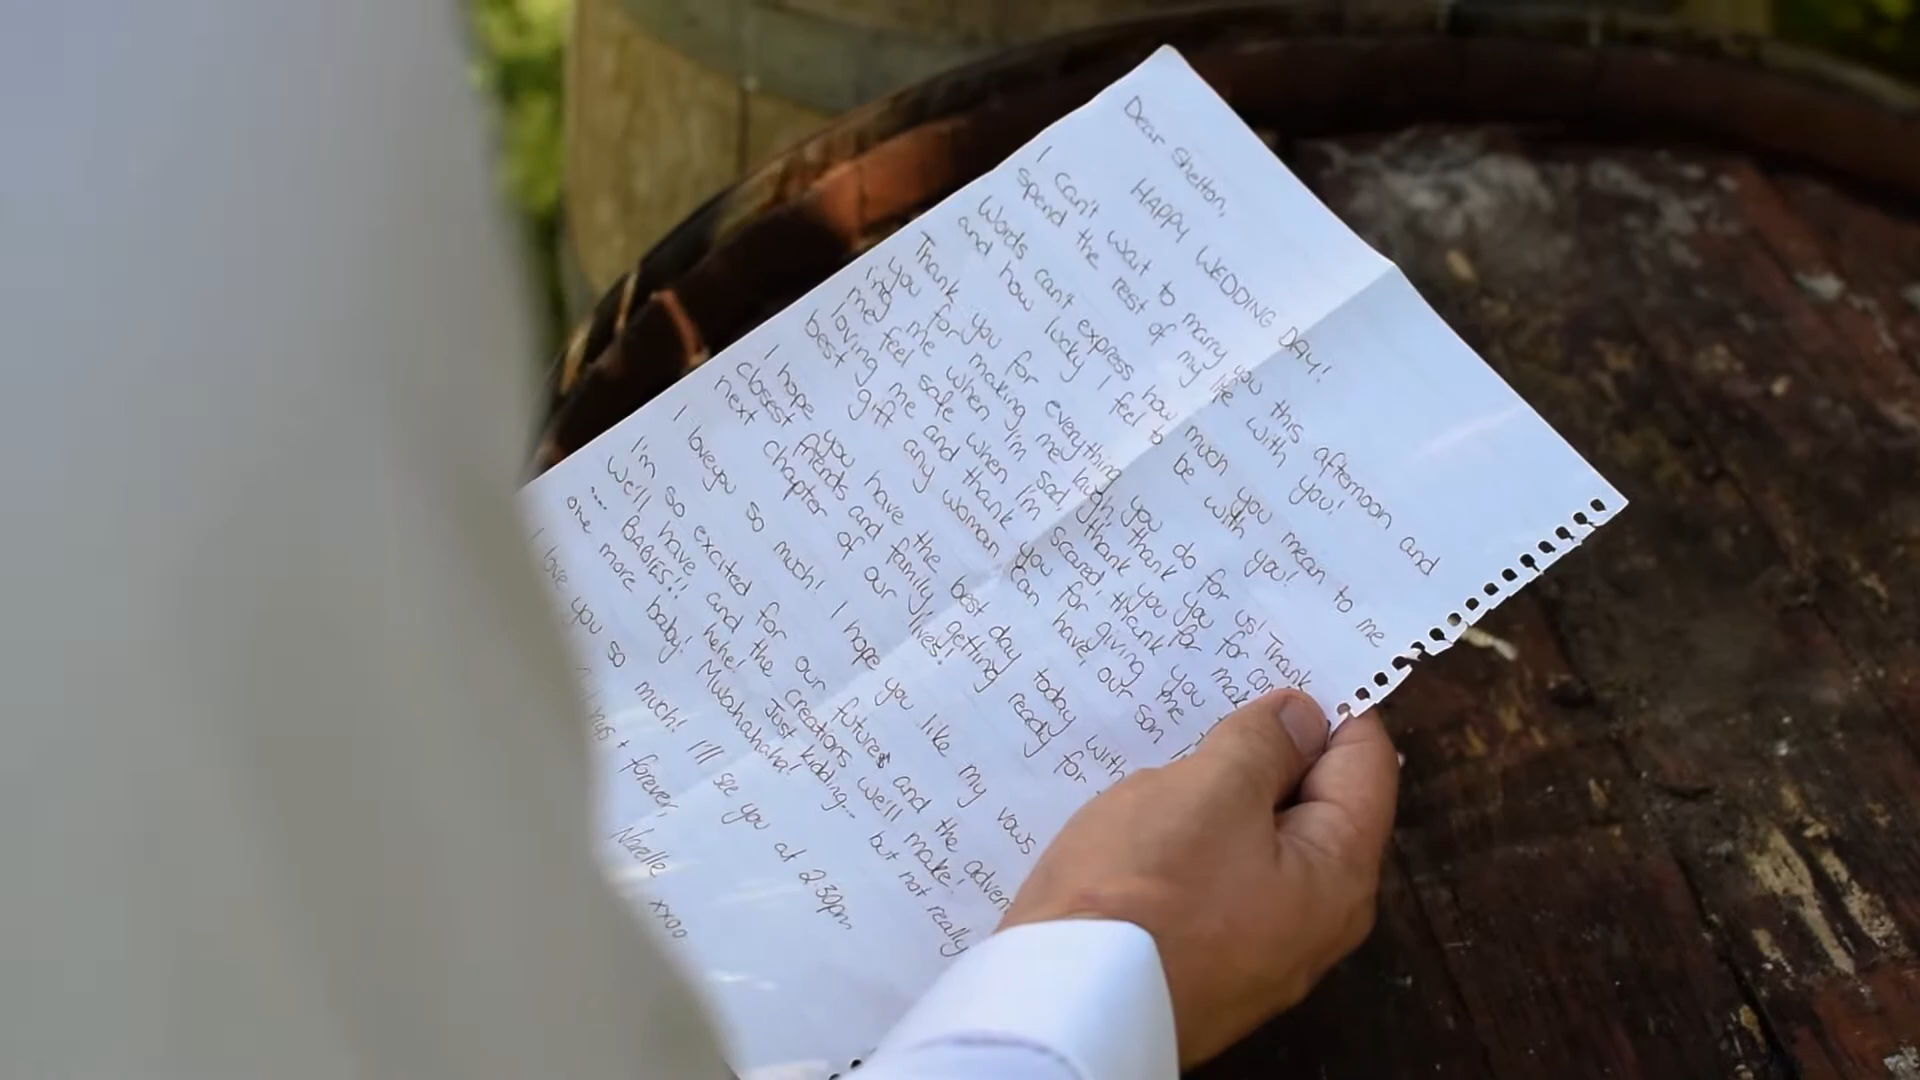 Dear Shelton,
HAPPY WEDDING DAY!
I can't wait to marry you this afternoon and
spend the rest of my life with you!
Words can't express how much you mean to me
and how lucky I feel to be with you!
Thank you for everything you do for us! Thank
you for making me laugh, thank you for
me when I'm sad, thank you for
feel safe when I'm scared, thank you
loving me and thank you for giving me
best gift any woman can have, our son
I hope you have the best day today with
closest friends and family, getting ready for
next chapter of our lives!
I love you so much! I hope you like my vows
I'm so excited for our futures and the
We'll have and the creations we'll make!
.... BABIES!! hehe! Just kidding... but not really
one more baby! Mwahahaha!
I love you so much! I'll see you at 2.30pm
+ forever,
Narelle xxoo